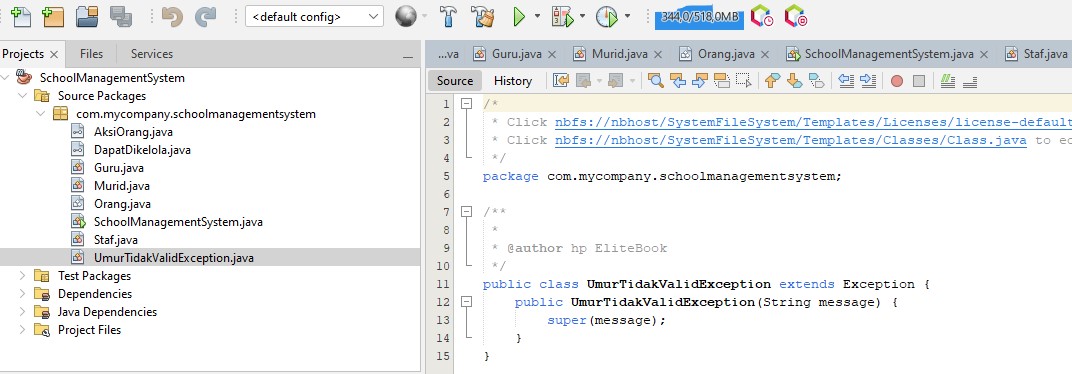 <default config>
344,0/518,0MB
Projects
Files
Services
SchoolManagementSystem
Source Packages
com.mycompany.schoolmanagementsystem
AksiOrang.java
DapatDikelola.java
Guru.java
Murid.java
Orang.java
SchoolManagementSystem.java
Staf.java
UmurTidakValidException.java
Test Packages
Dependencies
Java Dependencies
Project Files
...va
Guru.java
Murid.java
Orang.java
SchoolManagementSystem.java
Staf.java
Source
History
1 /*
2 * Click nbfs://nbhost/SystemFileSystem/Templates/Licenses/license-default
3 * Click nbfs://nbhost/SystemFileSystem/Templates/Classes/Class.java to ed
4 */
5 package com.mycompany.schoolmanagementsystem;
6
7 /**
8 *
9 * @author hp EliteBook
10 */
11 public class UmurTidakValidException extends Exception {
12 public UmurTidakValidException(String message) {
13 super(message);
14 }
15 }